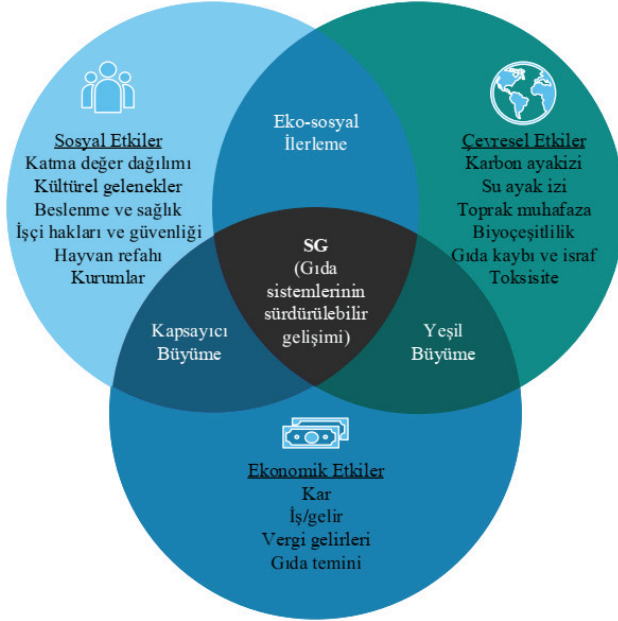 Sosyal Etkiler
Katma değer dağılımı
Kültürel gelenekler
Beslenme ve sağlık
İşçi hakları ve güvenliği
Hayvan refahı
Kurumlar
Eko-sosyal
İlerleme
Çevresel Etkiler
Karbon ayakizi
Su ayak izi
Toprak muhafaza
Biyoçeşitlilik
Gıda kaybı ve israf
Toksisite
SG
(Gıda
sistemlerinin
sürdürülebilir
gelişimi)
Kapsayıcı
Büyüme
Yeşil
Büyüme
Ekonomik Etkiler
Kar
İş/gelir
Vergi gelirleri
Gıda temini